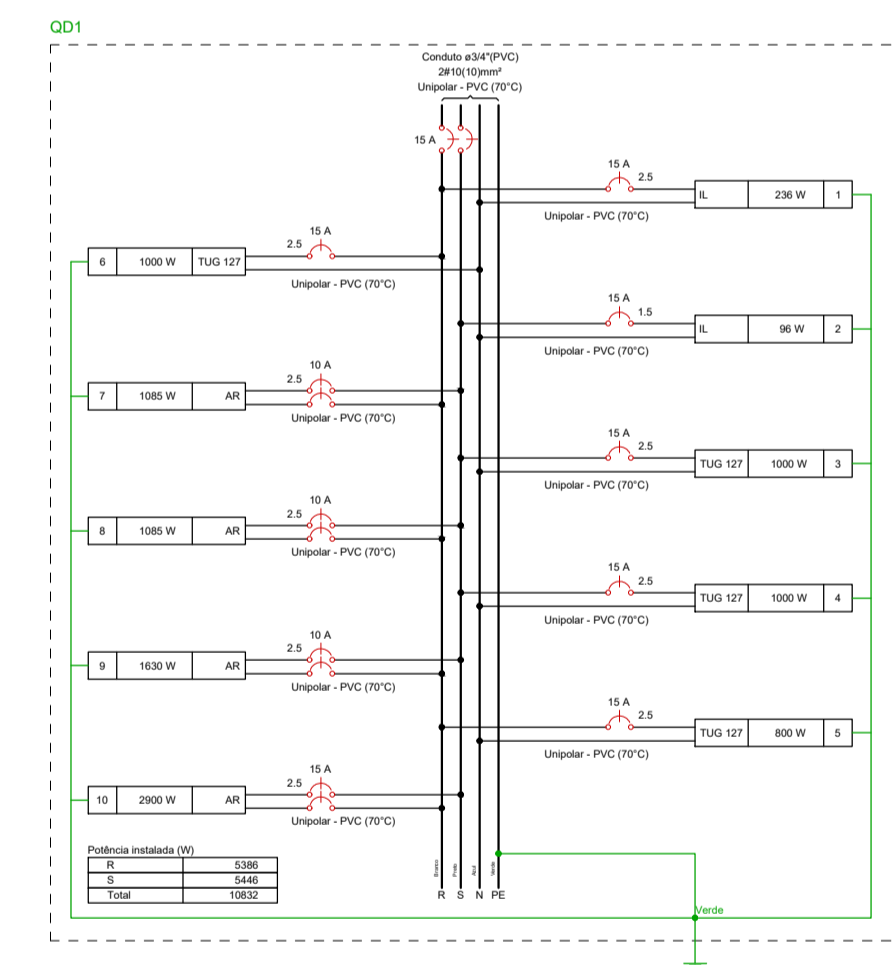 QD1
Conduto ø3/4"(PVC)
2#10(10)mm²
Unipolar - PVC (70°C)
15 A
15 A
2.5
IL 236 W 1
Unipolar - PVC (70°C)
15 A
2.5
6 1000 W TUG 127
Unipolar - PVC (70°C)
15 A
1.5
IL 96 W 2
Unipolar - PVC (70°C)
10 A
2.5
7 1085 W AR
Unipolar - PVC (70°C)
15 A
2.5
TUG 127 1000 W 3
Unipolar - PVC (70°C)
10 A
2.5
8 1085 W AR
Unipolar - PVC (70°C)
15 A
2.5
TUG 127 1000 W 4
Unipolar - PVC (70°C)
10 A
2.5
9 1630 W AR
Unipolar - PVC (70°C)
15 A
2.5
TUG 127 800 W 5
Unipolar - PVC (70°C)
15 A
2.5
10 2900 W AR
Unipolar - PVC (70°C)
Potência instalada (W)
R 5386
S 5446
Total 10832
Branco
Preto
Azul
Verde
R S N PE
Verde